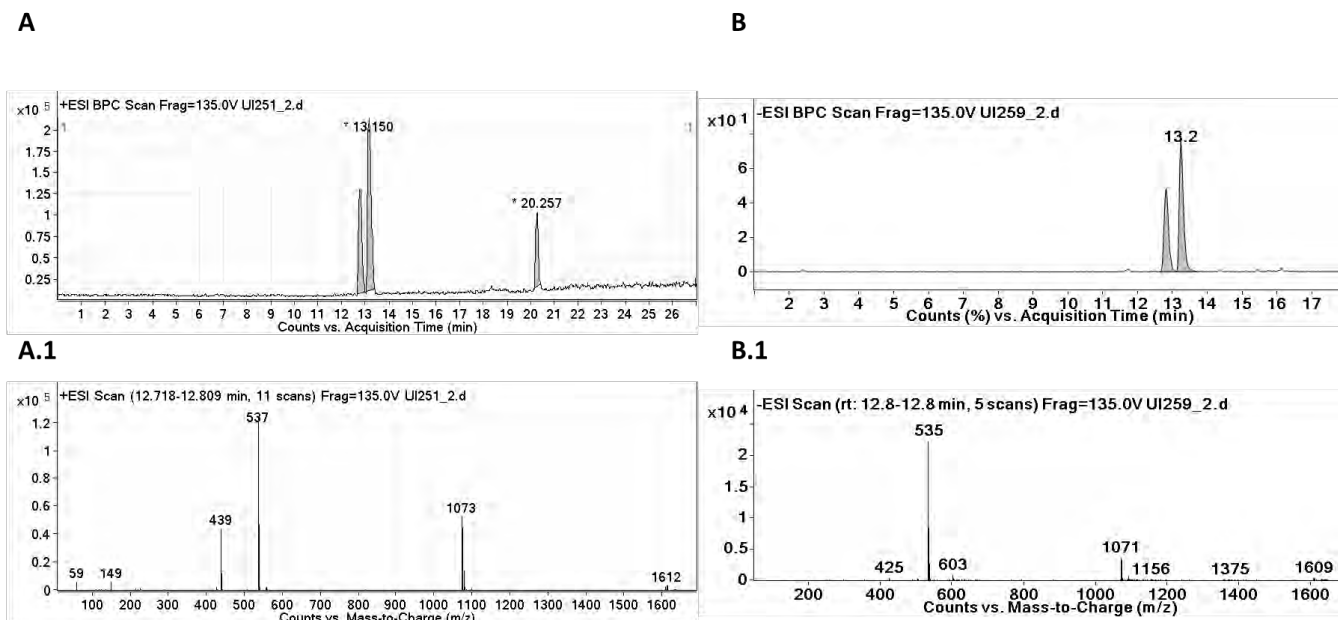 A
B
x10 5
+ESI BPC Scan Frag=135.0V UI251_2.d
1
* 13.150
* 20.257
2
1.75
1.5
1.25
1
0.75
0.5
0.25
1 2 3 4 5 6 7 8 9 10 11 12 13 14 15 16 17 18 19 20 21 22 23 24 25 26
Counts vs. Acquisition Time (min)
x10 1
-ESI BPC Scan Frag=135.0V UI259_2.d
13.2
6
4
2
0
2 3 4 5 6 7 8 9 10 11 12 13 14 15 16 17
Counts (%) vs. Acquisition Time (min)
A.1
B.1
x10 5
+ESI Scan (12.718-12.809 min, 11 scans) Frag=135.0V UI251_2.d
1.2
1
0.8
0.6
0.4
0.2
0
537
439
1073
59
149
1612
100 200 300 400 500 600 700 800 900 1000 1100 1200 1300 1400 1500 1600
Counts vs. Mass-to-Charge (m/z)
x10 4
-ESI Scan (rt: 12.8-12.8 min, 5 scans) Frag=135.0V UI259_2.d
2
1.5
1
0.5
0
535
425
603
1071
1156
1375
1609
200 400 600 800 1000 1200 1400 1600
Counts vs. Mass-to-Charge (m/z)